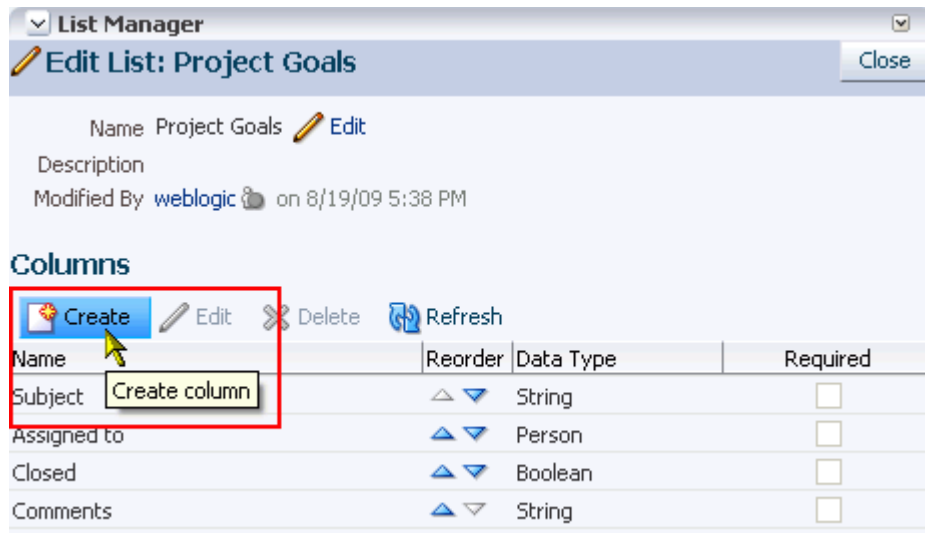 List Manager
Edit List: Project Goals Close
Name Project Goals Edit
Description
Modified By weblogic on 8/19/09 5:38 PM
Columns
Create Edit Delete Refresh
Name Reorder Data Type Required
Subject Create column String
Assigned to Person
Closed Boolean
Comments String